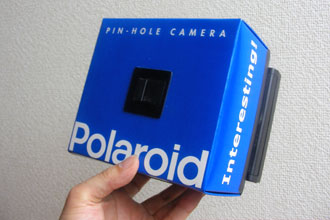 PIN-HOLE CAMERA
Polaroid
Interesting!